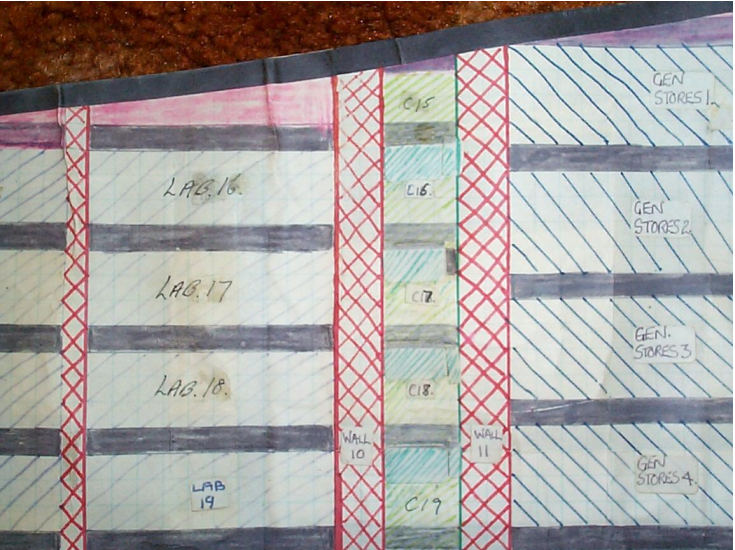 C15
GEN
STORES 1.
LAB. 16.
C16.
GEN
STORES 2.
LAB. 17
C17.
GEN.
STORES 3
LAB. 18.
C18.
WALL
10
WALL
11
GEN
STORES 4.
LAB
19
C19